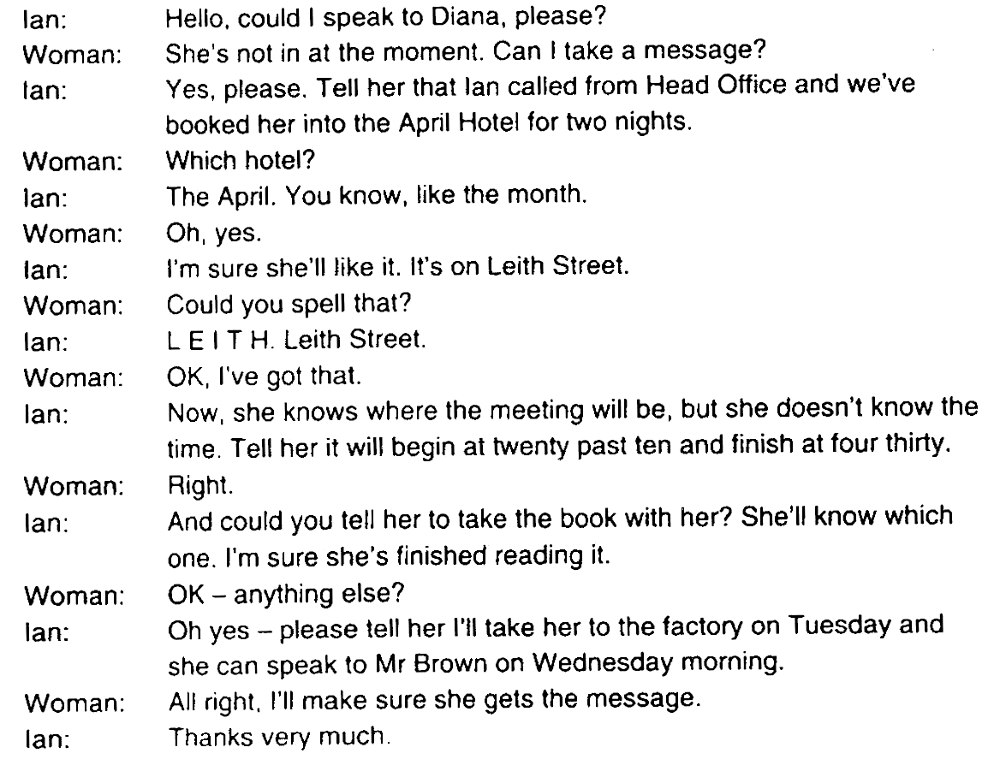 Ian: Hello, could I speak to Diana, please?
Woman: She's not in at the moment. Can I take a message?
Ian: Yes, please. Tell her that Ian called from Head Office and we've
booked her into the April Hotel for two nights.
Woman: Which hotel?
Ian: The April. You know, like the month.
Woman: Oh, yes.
Ian: I'm sure she'll like it. It's on Leith Street.
Woman: Could you spell that?
Ian: L E I T H. Leith Street.
Woman: OK, I've got that.
Ian: Now, she knows where the meeting will be, but she doesn't know the
time. Tell her it will begin at twenty past ten and finish at four thirty.
Woman: Right.
Ian: And could you tell her to take the book with her? She'll know which
one. I'm sure she's finished reading it.
Woman: OK – anything else?
Ian: Oh yes – please tell her I'll take her to the factory on Tuesday and
she can speak to Mr Brown on Wednesday morning.
Woman: All right, I'll make sure she gets the message.
Ian: Thanks very much.